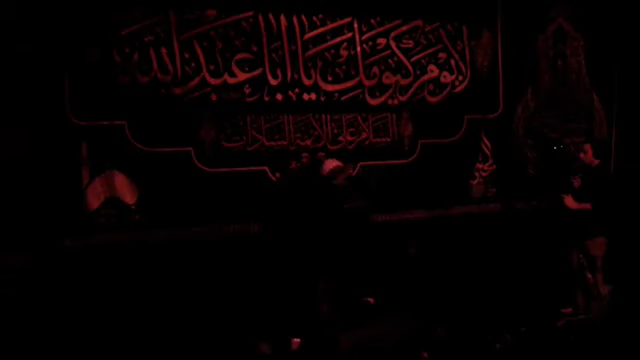 لا يوم كيومك يا أبا عبد الله
السلام على الأئمة السادات